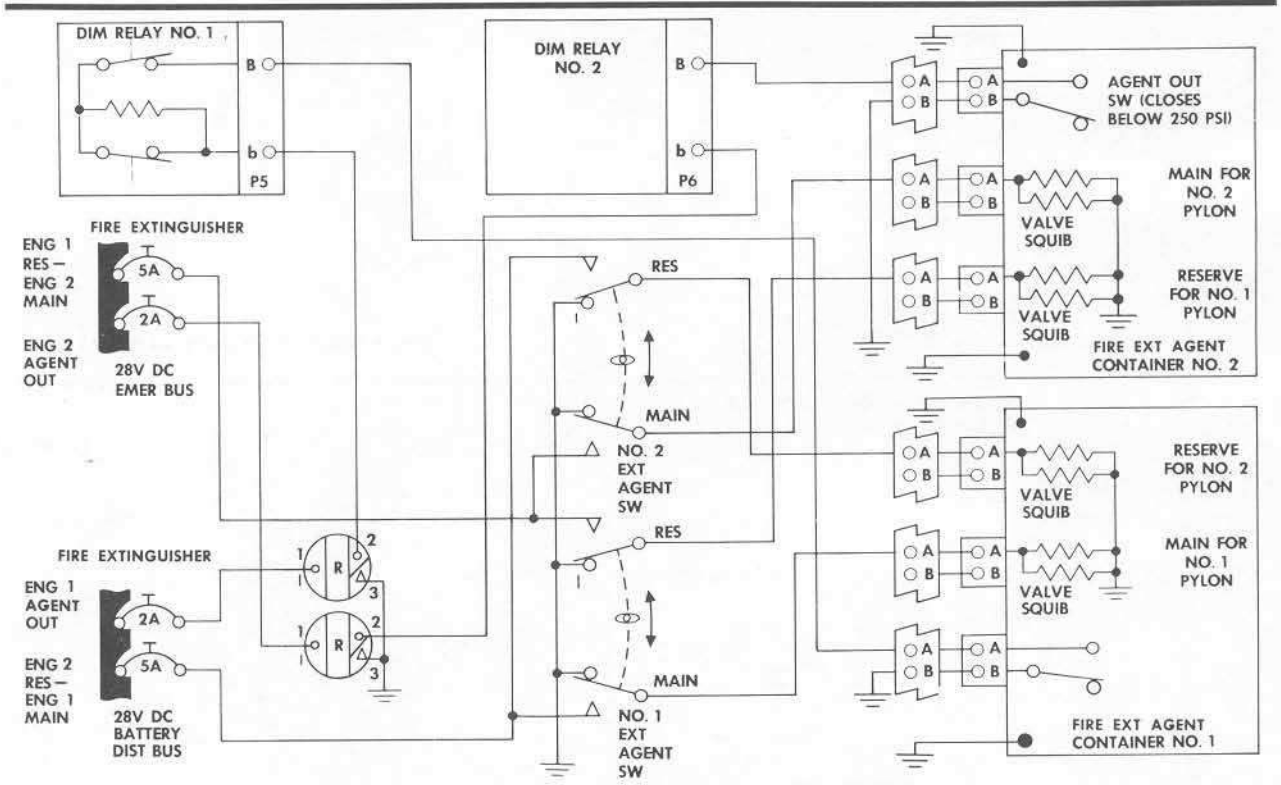 DIM RELAY NO. 1
B
b
P5
DIM RELAY
NO. 2
B
b
P6
FIRE EXTINGUISHER
ENG 1
RES –
ENG 2
MAIN
5A
2A
ENG 2
AGENT
OUT
28V DC
EMER BUS
FIRE EXTINGUISHER
ENG 1
AGENT
OUT
2A
5A
ENG 2
RES –
ENG 1
MAIN
28V DC
BATTERY
DIST BUS
1
R
2
3
1
R
2
3
RES
MAIN
NO. 2
EXT
AGENT
SW
RES
MAIN
NO. 1
EXT
AGENT
SW
A A
B B
AGENT OUT
SW (CLOSES
BELOW 250 PSI)
A A
B B
VALVE
SQUIB
MAIN FOR
NO. 2
PYLON
A A
B B
VALVE
SQUIB
RESERVE
FOR NO. 1
PYLON
FIRE EXT AGENT
CONTAINER NO. 2
A A
B B
VALVE
SQUIB
RESERVE
FOR NO. 2
PYLON
A A
B B
VALVE
SQUIB
MAIN FOR
NO. 1
PYLON
A A
B B
FIRE EXT AGENT
CONTAINER NO. 1